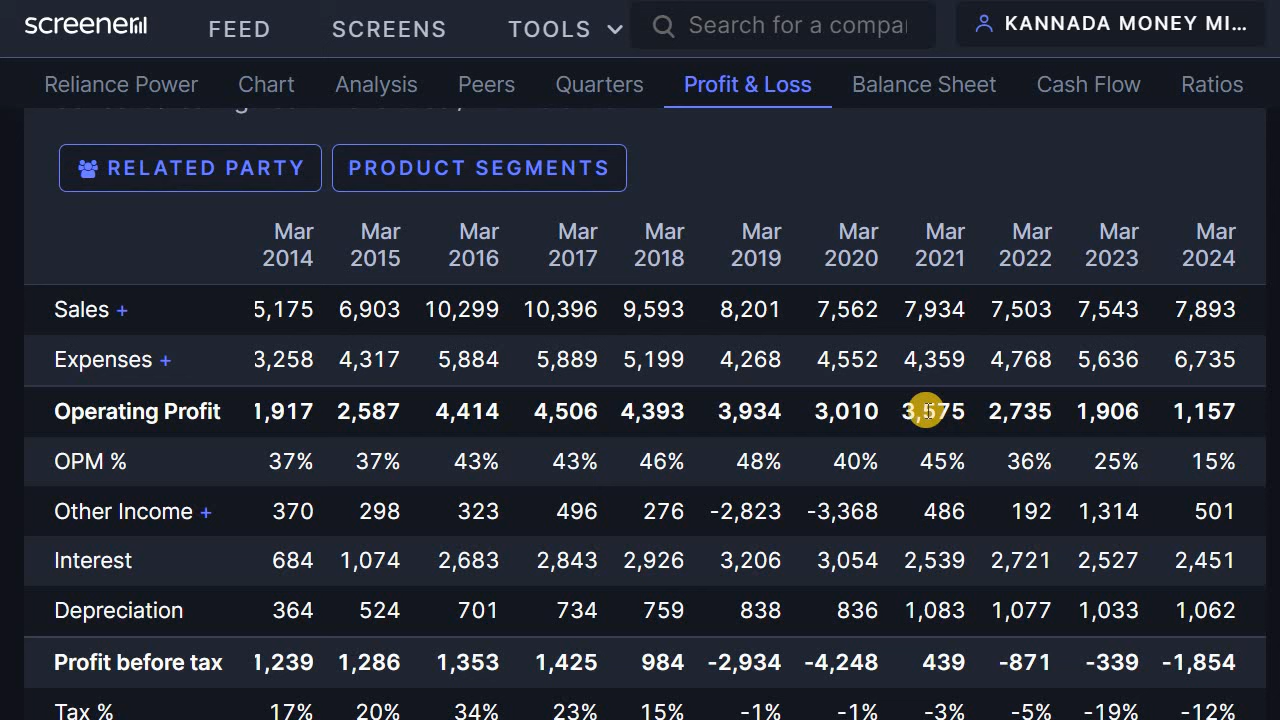 screener
FEED SCREENS TOOLS Search for a compai KANNADA MONEY MI...
Reliance Power Chart Analysis Peers Quarters Profit & Loss Balance Sheet Cash Flow Ratios
RELATED PARTY PRODUCT SEGMENTS
Mar 2014 Mar 2015 Mar 2016 Mar 2017 Mar 2018 Mar 2019 Mar 2020 Mar 2021 Mar 2022 Mar 2023 Mar 2024
Sales + 5,175 6,903 10,299 10,396 9,593 8,201 7,562 7,934 7,503 7,543 7,893
Expenses + 3,258 4,317 5,884 5,889 5,199 4,268 4,552 4,359 4,768 5,636 6,735
Operating Profit 1,917 2,587 4,414 4,506 4,393 3,934 3,010 3,575 2,735 1,906 1,157
OPM % 37% 37% 43% 43% 46% 48% 40% 45% 36% 25% 15%
Other Income + 370 298 323 496 276 -2,823 -3,368 486 192 1,314 501
Interest 684 1,074 2,683 2,843 2,926 3,206 3,054 2,539 2,721 2,527 2,451
Depreciation 364 524 701 734 759 838 836 1,083 1,077 1,033 1,062
Profit before tax 1,239 1,286 1,353 1,425 984 -2,934 -4,248 439 -871 -339 -1,854
Tax % 17% 20% 34% 23% 15% -1% -1% -3% -5% -19% -12%